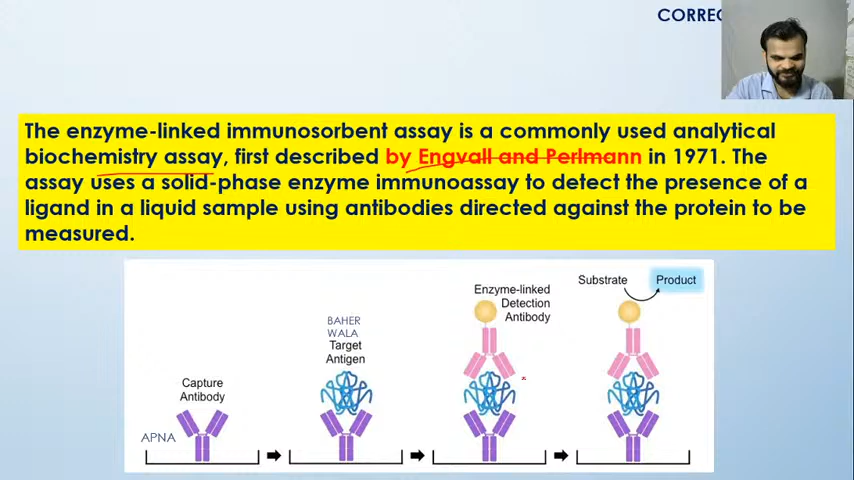 CORREC
The enzyme-linked immunosorbent assay is a commonly used analytical
biochemistry assay, first described by Engvall and Perlmann in 1971. The
assay uses a solid-phase enzyme immunoassay to detect the presence of a
ligand in a liquid sample using antibodies directed against the protein to be
measured.
APNA
Capture
Antibody
BAHER
WALA
Target
Antigen
Enzyme-linked
Detection
Antibody
Substrate
Product